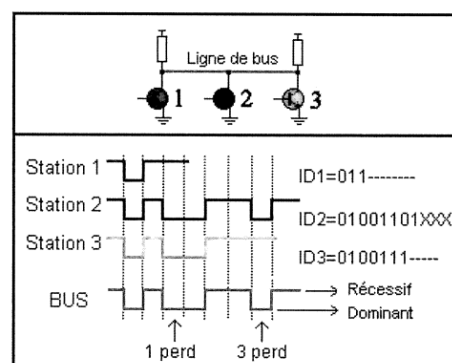 Ligne de bus
1
2
3
Station 1
ID1=011--------
Station 2
ID2=01001101XXX
Station 3
ID3=0100111-----
BUS
Récessif
Dominant
1 perd
3 perd